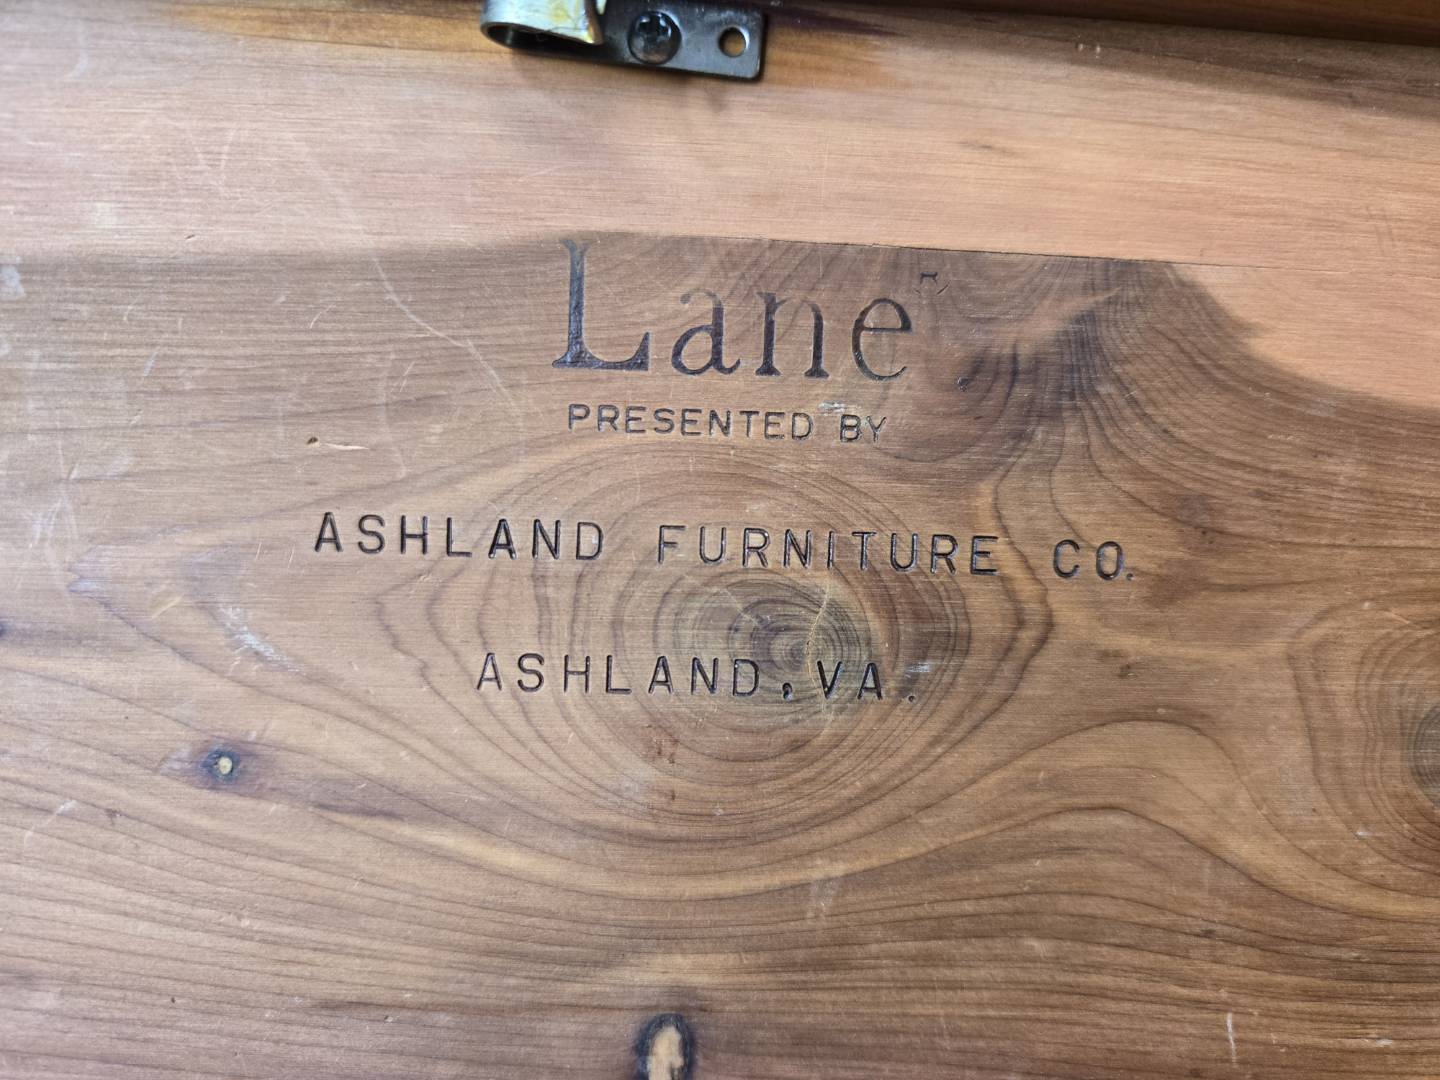 Lane
PRESENTED BY
ASHLAND FURNITURE CO.
ASHLAND, VA.